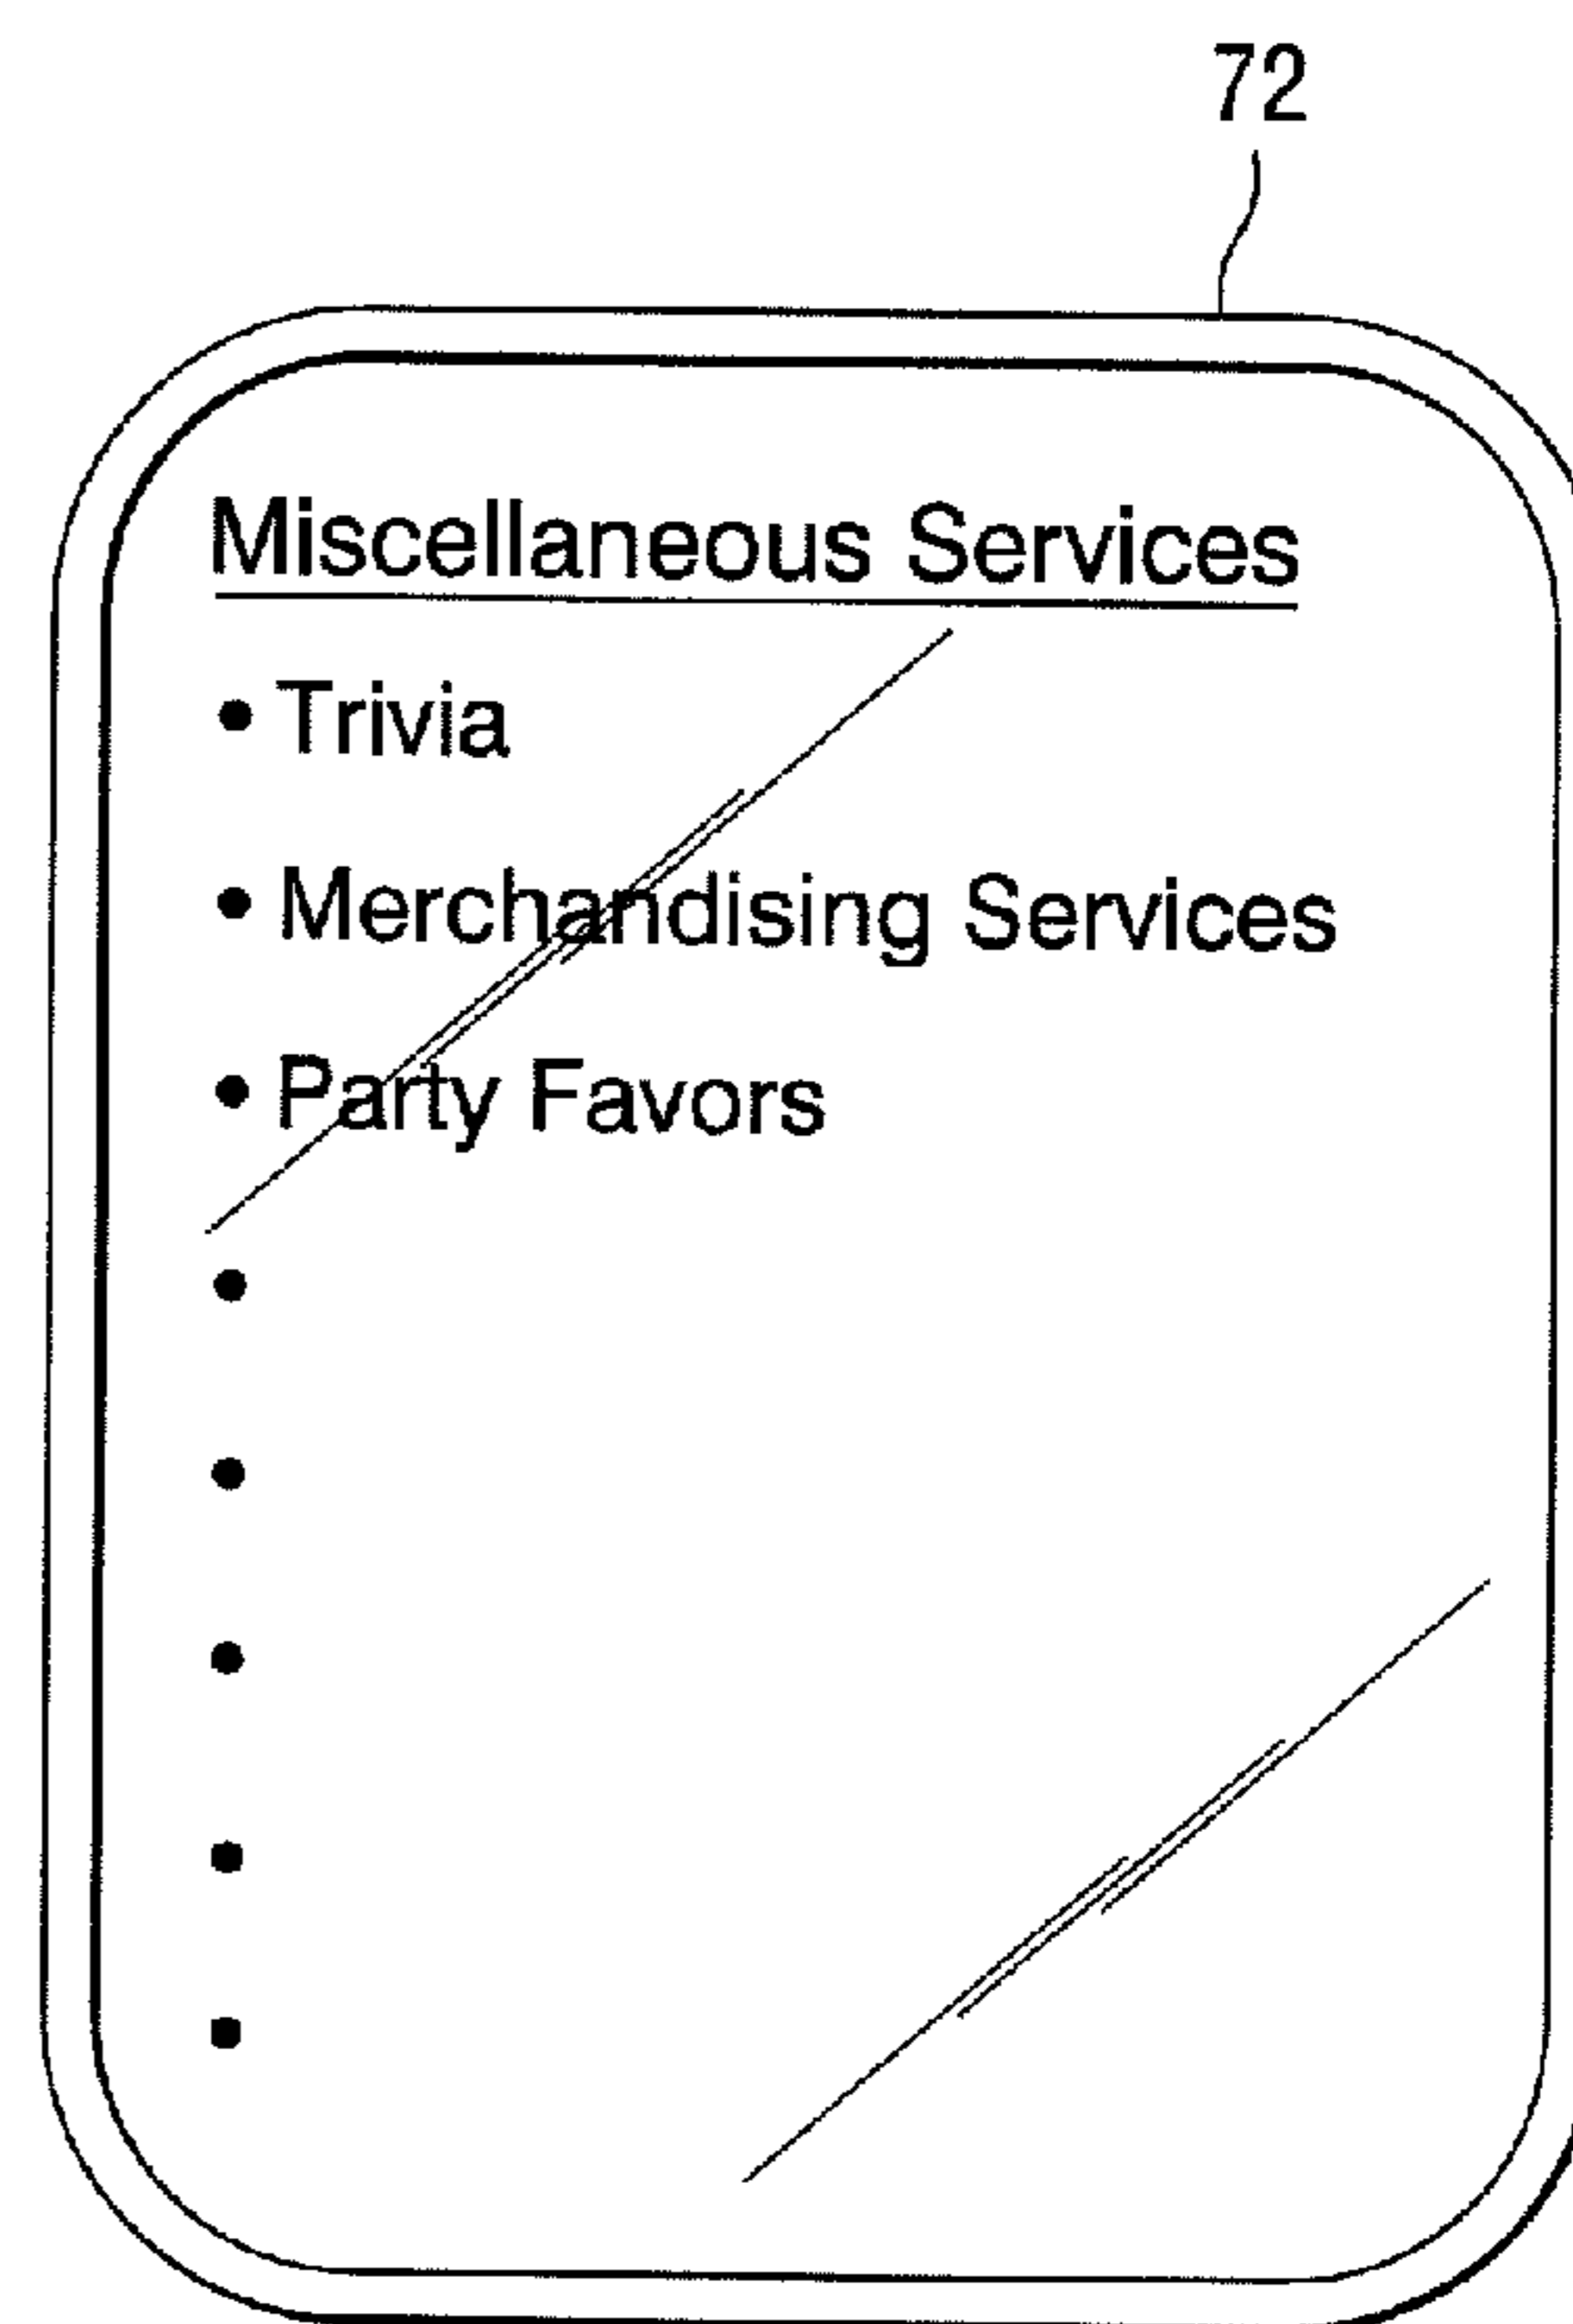 72
Miscellaneous Services
• Trivia
• Merchandising Services
• Party Favors
•
•
•
•
•